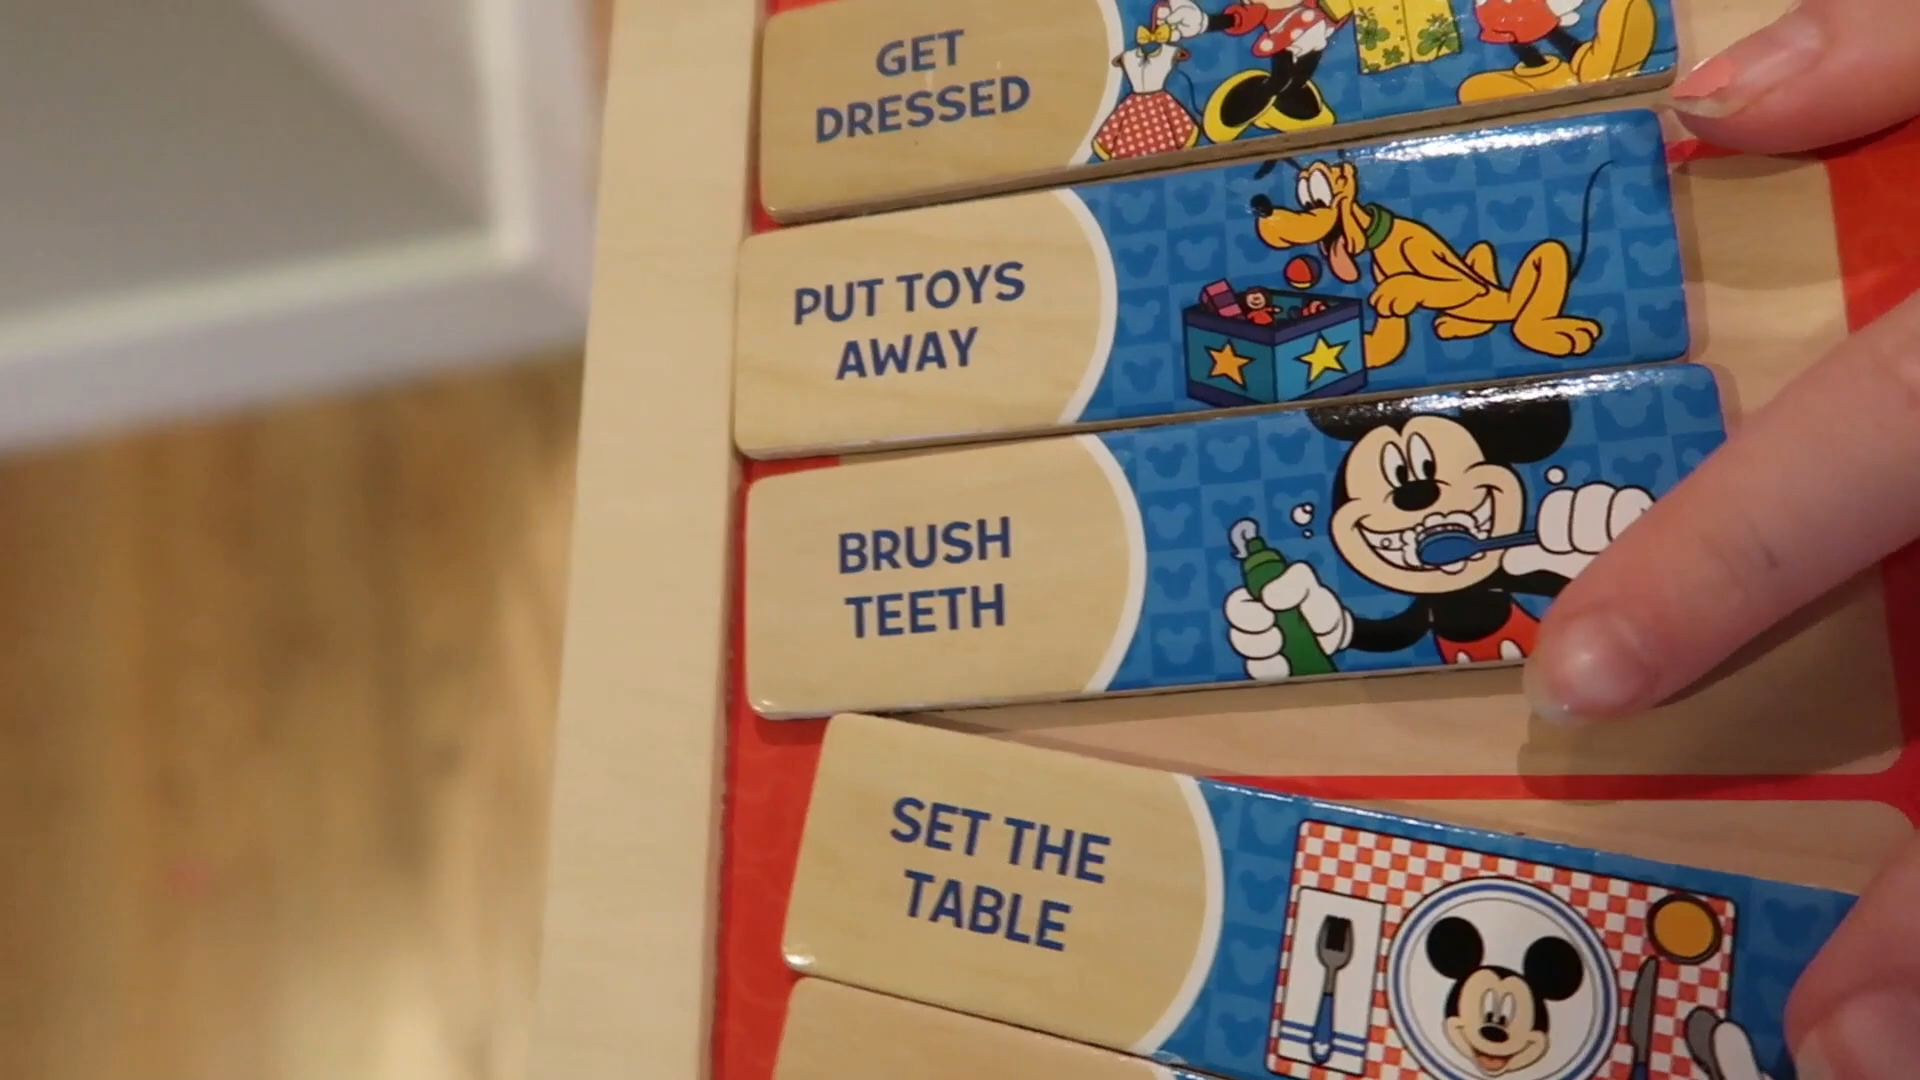 GET
DRESSED
PUT TOYS
AWAY
BRUSH
TEETH
SET THE
TABLE